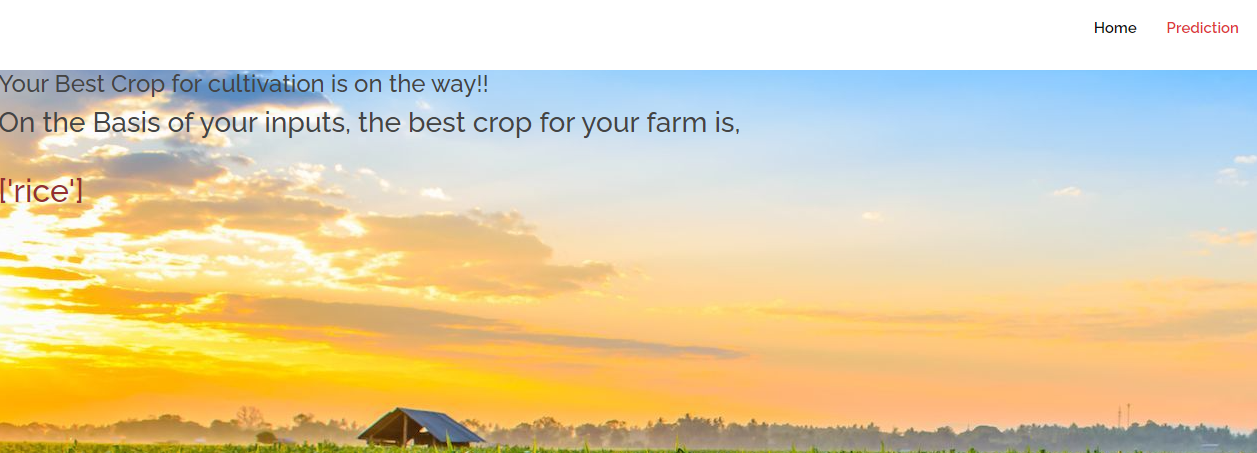 Home Prediction
Your Best Crop for cultivation is on the way!!
On the Basis of your inputs, the best crop for your farm is,
['rice']